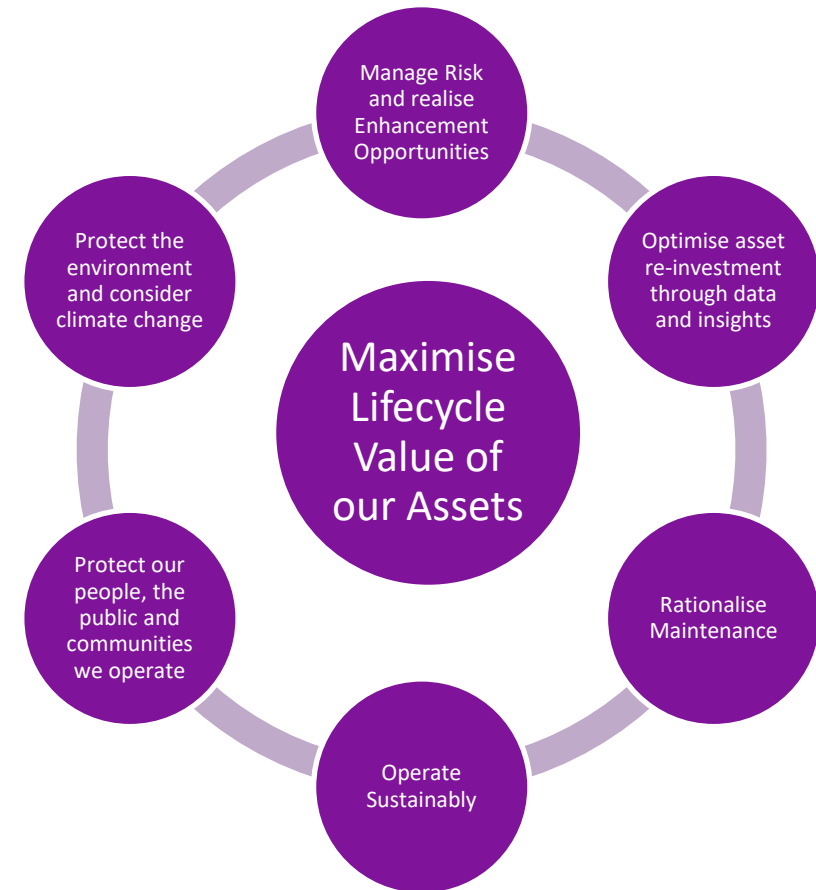 Manage Risk
and realise
Enhancement
Opportunities
Optimise asset
re-investment
through data
and insights
Rationalise
Maintenance
Operate
Sustainably
Protect our
people, the
public and
communities
we operate
Protect the
environment
and consider
climate change
Maximise
Lifecycle
Value of
our Assets